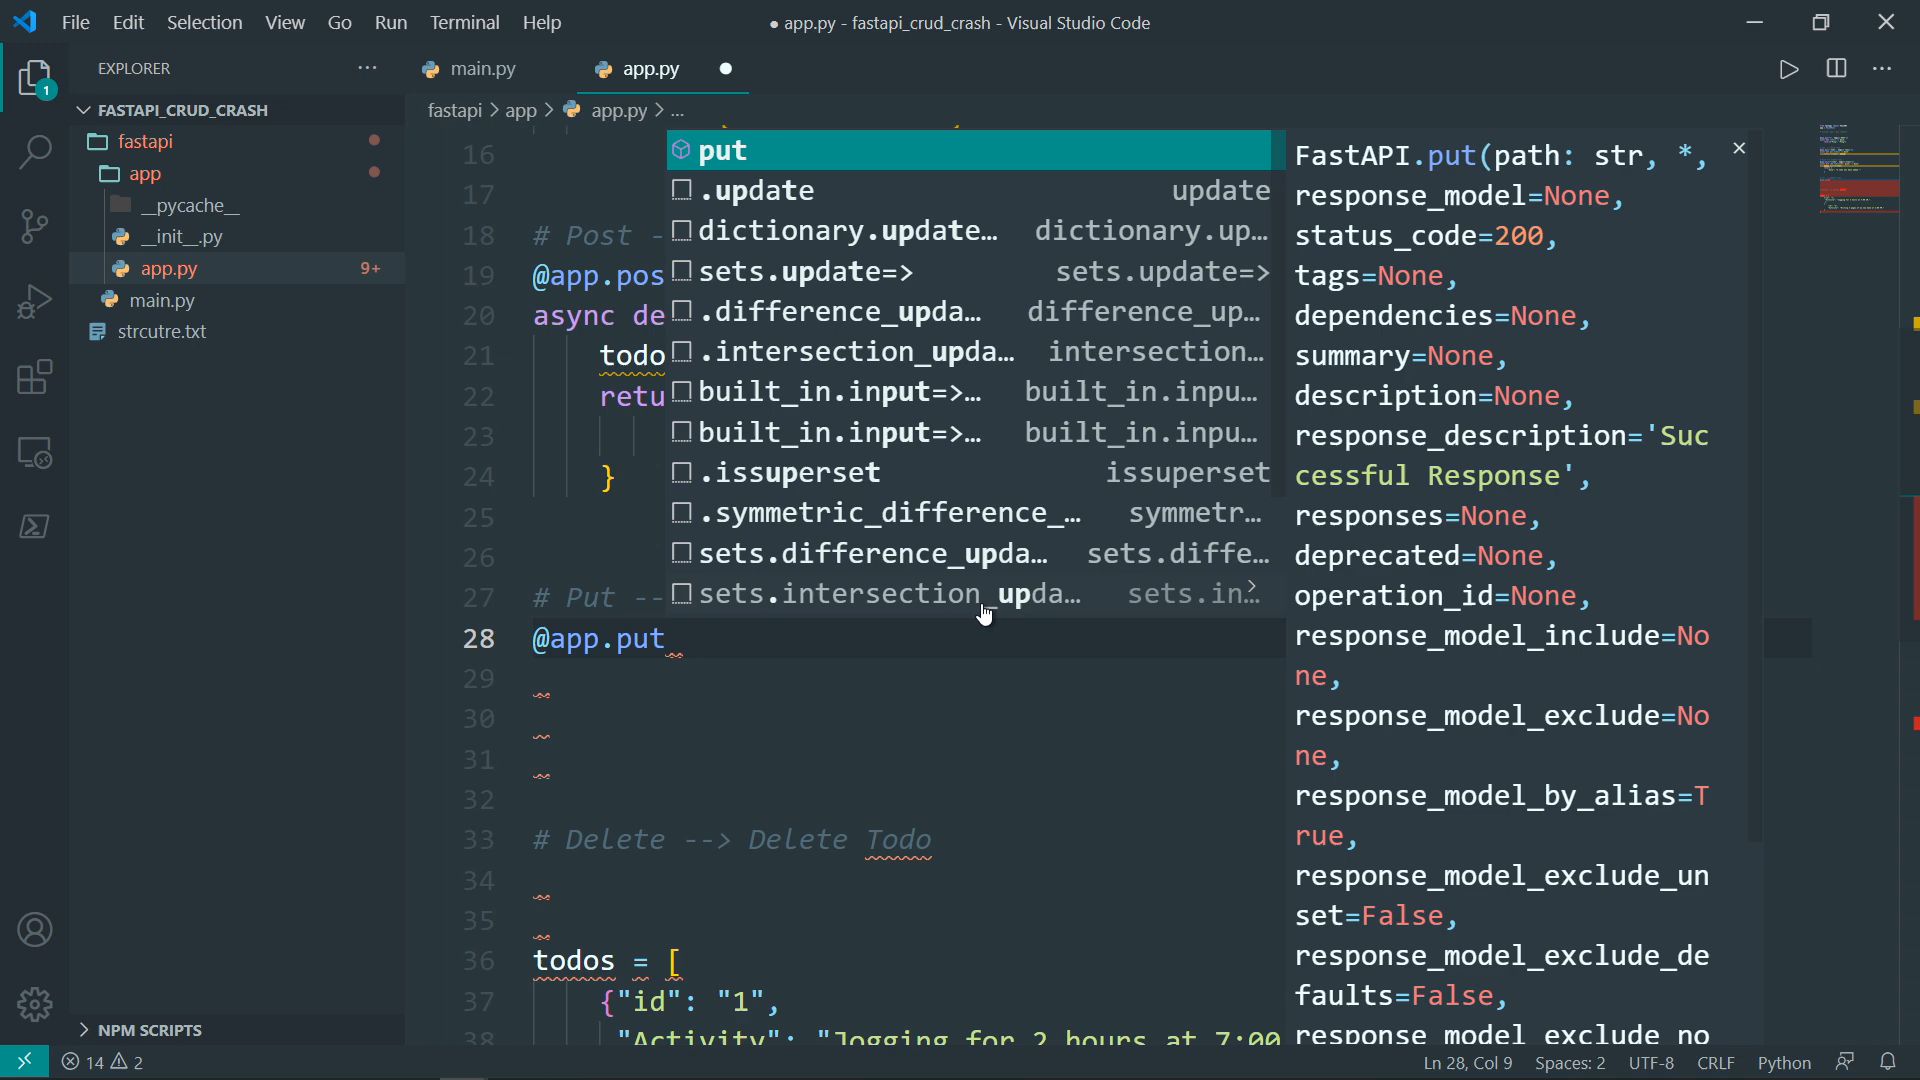 File Edit Selection View Go Run Terminal Help
● app.py - fastapi_crud_crash - Visual Studio Code
EXPLORER
main.py
app.py
FASTAPI_CRUD_CRASH
fastapi
app
__pycache__
__init__.py
app.py 9+
main.py
strcutre.txt
NPM SCRIPTS
1
fastapi > app > app.py > ...
16
17
18 # Post -
19 @app.pos
20 async de
21 todo
22 retu
23
24 }
25
26
27 # Put --
28 @app.put
29
30
31
32
33 # Delete --> Delete Todo
34
35
36 todos = [
37 {"id": "1",
38 "Activity": "Jogging for 2 hours at 7:00
put
.update update
dictionary.update… dictionary.up…
sets.update=> sets.update=>
.difference_upda… difference_up…
.intersection_upda… intersection…
built_in.input=>… built_in.inpu…
built_in.input=>… built_in.inpu…
.issuperset issuperset
.symmetric_difference_… symmetr…
sets.difference_upda… sets.diffe…
sets.intersection_upda… sets.in…
FastAPI.put(path: str, *,
response_model=None,
status_code=200,
tags=None,
dependencies=None,
summary=None,
description=None,
response_description='Suc
cessful Response',
responses=None,
deprecated=None,
operation_id=None,
response_model_include=No
ne,
response_model_exclude=No
ne,
response_model_by_alias=T
rue,
response_model_exclude_un
set=False,
response_model_exclude_de
faults=False,
response_model_exclude_no
14 2
Ln 28, Col 9 Spaces: 2 UTF-8 CRLF Python